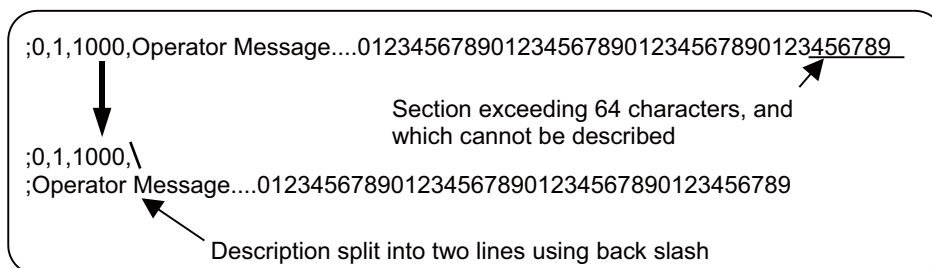 ;0,1,1000,Operator Message....0123456789012345678901234567890123456789
Section exceeding 64 characters, and
which cannot be described
;0,1,1000,\
;Operator Message....0123456789012345678901234567890123456789
Description split into two lines using back slash